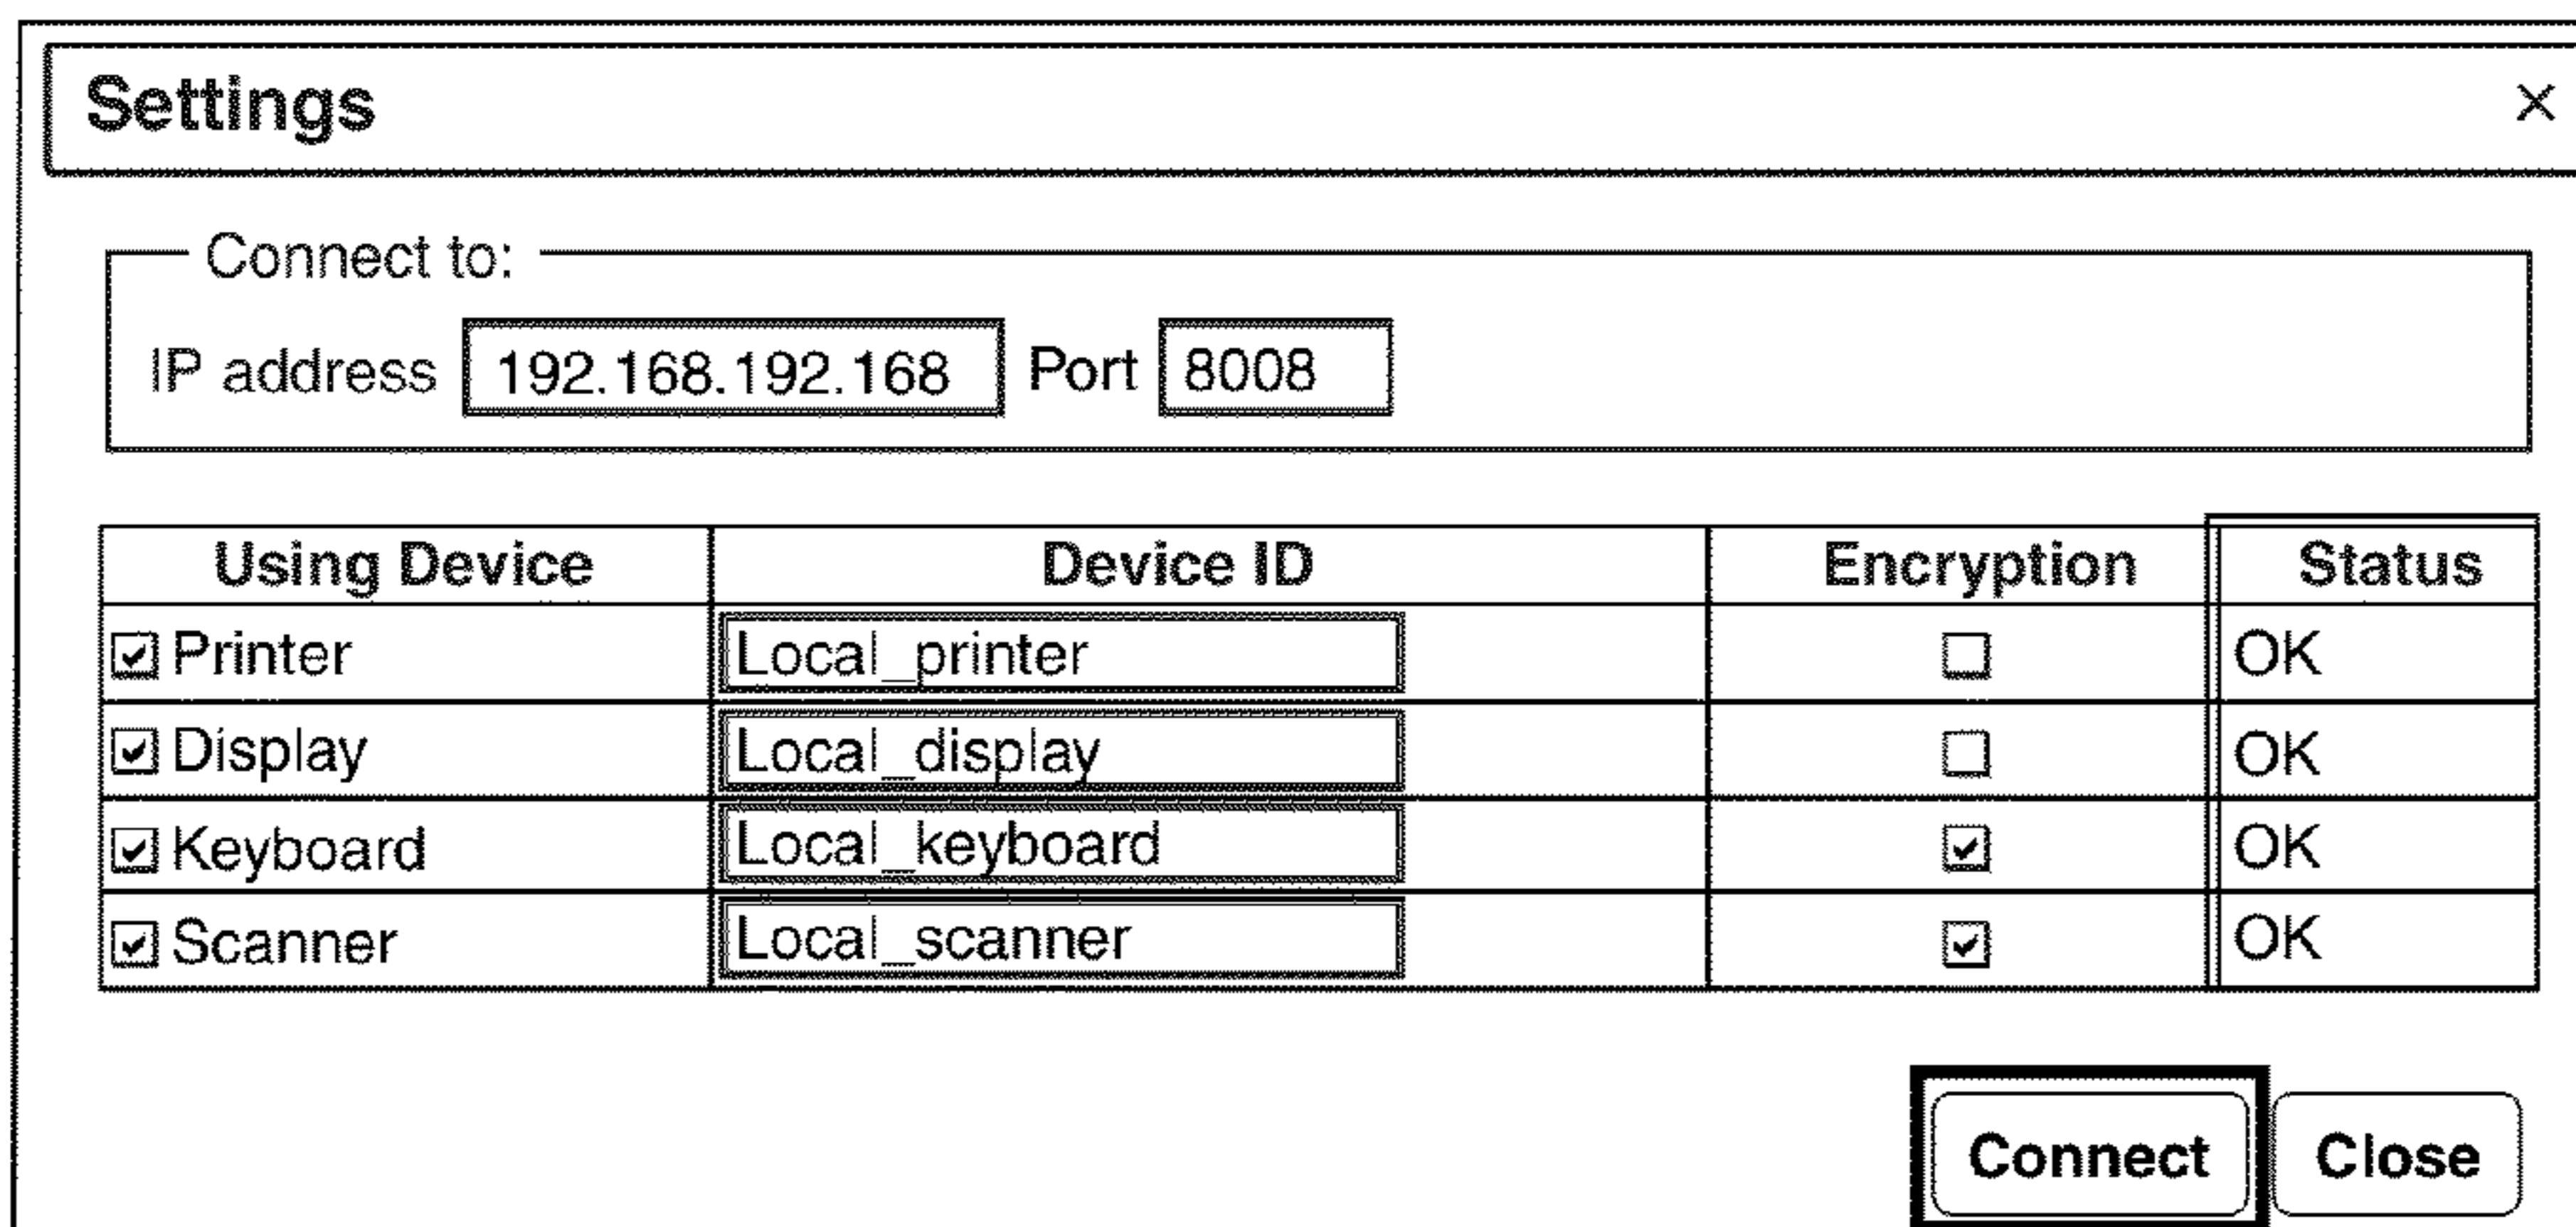 Settings ×
Connect to:
IP address 192.168.192.168 Port 8008
Using Device Device ID Encryption Status
Printer Local_printer OK
Display Local_display OK
Keyboard Local_keyboard OK
Scanner Local_scanner OK
Connect Close